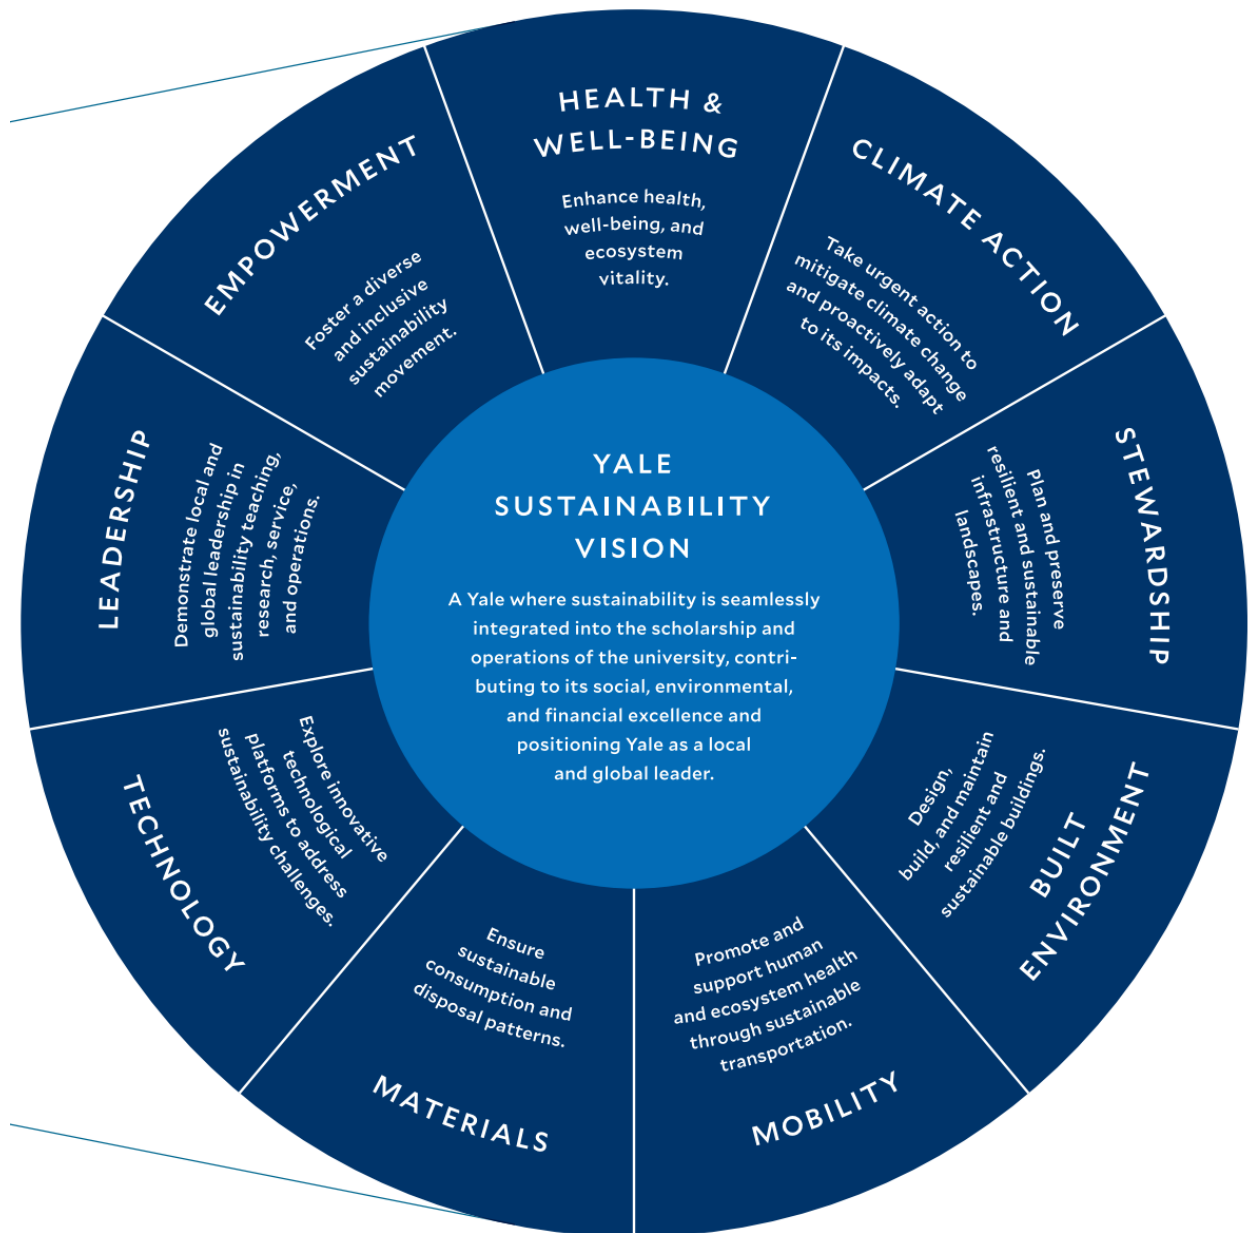 HEALTH &
WELL-BEING
Enhance health,
well-being, and
ecosystem
vitality.
CLIMATE ACTION
Take urgent action to
mitigate climate change
and proactively adapt
to its impacts.
STEWARDSHIP
Plan and preserve
resilient and sustainable
infrastructure and
landscapes.
BUILT
ENVIRONMENT
Design,
build, and maintain
resilient and
sustainable buildings.
MOBILITY
Promote and
support human
and ecosystem health
through sustainable
transportation.
MATERIALS
Ensure
sustainable
consumption and
disposal patterns.
TECHNOLOGY
Explore innovative
technological
platforms to address
sustainability challenges.
LEADERSHIP
Demonstrate local and
global leadership in
sustainability teaching,
research, service,
and operations.
EMPOWERMENT
Foster a diverse
and inclusive
sustainability
movement.
YALE
SUSTAINABILITY
VISION
A Yale where sustainability is seamlessly
integrated into the scholarship and
operations of the university, contri-
buting to its social, environmental,
and financial excellence and
positioning Yale as a local
and global leader.